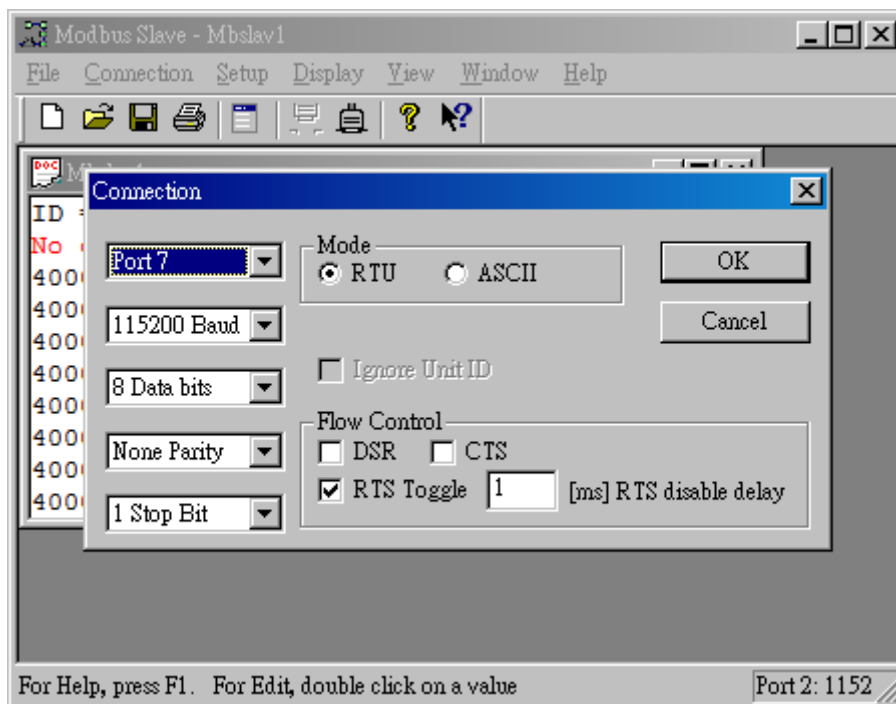 Modbus Slave - Mbslav1
File Connection Setup Display View Window Help
Connection
ID =
No
Port 7
115200 Baud
8 Data bits
None Parity
1 Stop Bit
Mode
RTU ASCII
Ignore Unit ID
Flow Control
DSR CTS
RTS Toggle 1 [ms] RTS disable delay
OK
Cancel
4000
4000
4000
4000
4000
4000
4000
4000
For Help, press F1. For Edit, double click on a value
Port 2: 1152